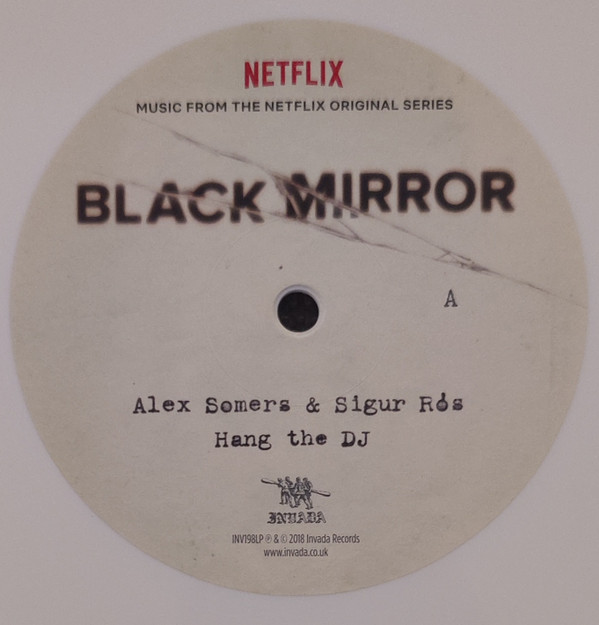 NETFLIX
MUSIC FROM THE NETFLIX ORIGINAL SERIES
BLACK MIRROR
A
Alex Somers & Sigur Rós
Hang the DJ
INVADA
INV198LP ℗ & © 2018 Invada Records
www.invada.co.uk